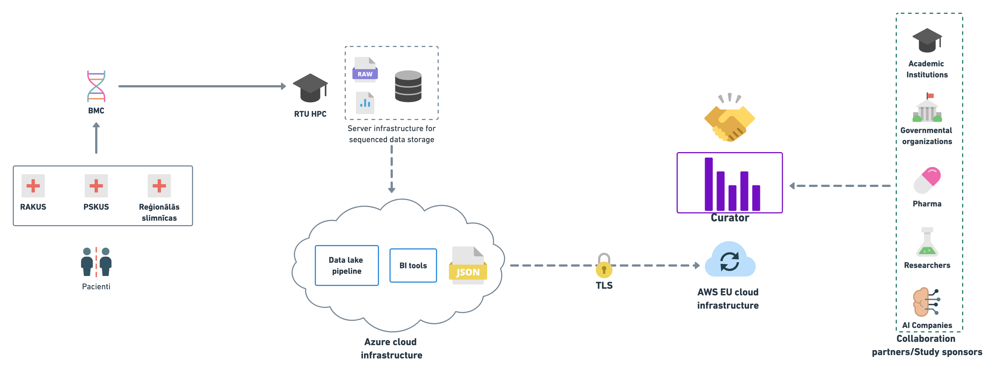 BMC
RAKUS
PSKUS
Reģionālās
slimnīcas
Pacienti
RTU HPC
RAW
Server infrastructure for
sequenced data storage
Data lake
pipeline
BI tools
JSON
Azure cloud
infrastructure
TLS
Curator
AWS EU cloud
infrastructure
Academic
Institutions
Governmental
organizations
Pharma
Researchers
AI Companies
Collaboration
partners/Study sponsors